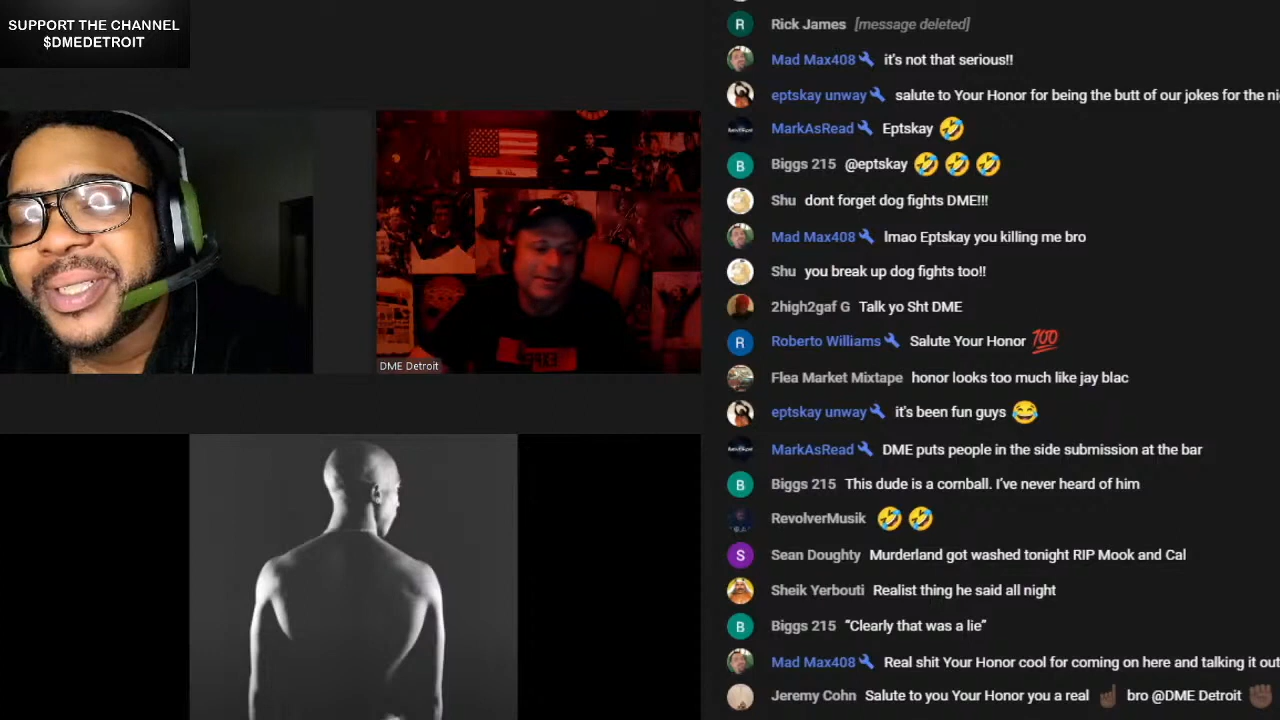 SUPPORT THE CHANNEL
$DMEDETROIT
DME Detroit
Rick James [message deleted]
Mad Max408 it's not that serious!!
eptskay unway salute to Your Honor for being the butt of our jokes for the
MarkAsRead Eptskay 🤣
Biggs 215 @eptskay 🤣 🤣 🤣
Shu dont forget dog fights DME!!!
Mad Max408 lmao Eptskay you killing me bro
Shu you break up dog fights too!!
2high2gaf G Talk yo Sht DME
Roberto Williams Salute Your Honor 💯
Flea Market Mixtape honor looks too much like jay blac
eptskay unway it's been fun guys 😂
MarkAsRead DME puts people in the side submission at the bar
Biggs 215 This dude is a cornball. I've never heard of him
RevolverMusik 🤣 🤣
Sean Doughty Murderland got washed tonight RIP Mook and Cal
Sheik Yerbouti Realist thing he said all night
Biggs 215 “Clearly that was a lie”
Mad Max408 Real shit Your Honor cool for coming on here and talking it out
Jeremy Cohn Salute to you Your Honor you a real ☝🏿 bro @DME Detroit ✊🏿